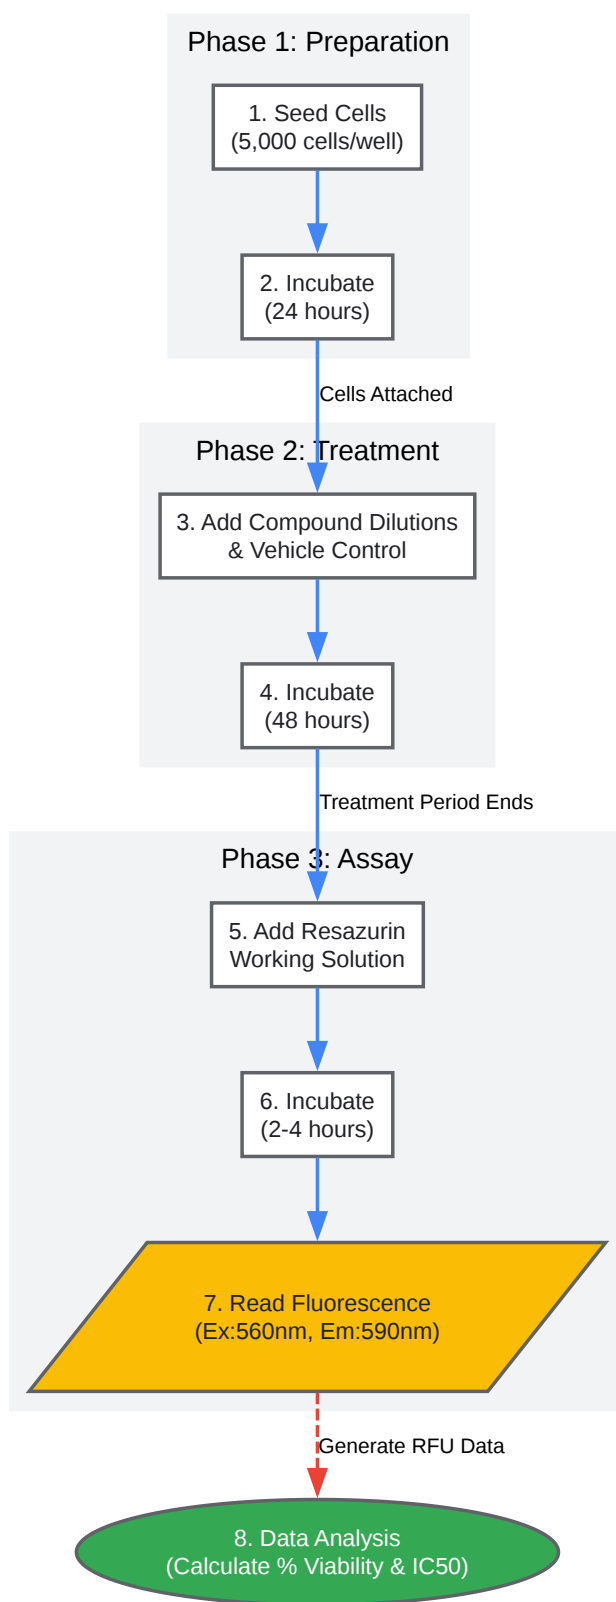 Phase 1: Preparation
1. Seed Cells
(5,000 cells/well)
2. Incubate
(24 hours)
Cells Attached
Phase 2: Treatment
3. Add Compound Dilutions
& Vehicle Control
4. Incubate
(48 hours)
Treatment Period Ends
Phase 3: Assay
5. Add Resazurin
Working Solution
6. Incubate
(2-4 hours)
7. Read Fluorescence
(Ex:560nm, Em:590nm)
Generate RFU Data
8. Data Analysis
(Calculate % Viability & IC50)